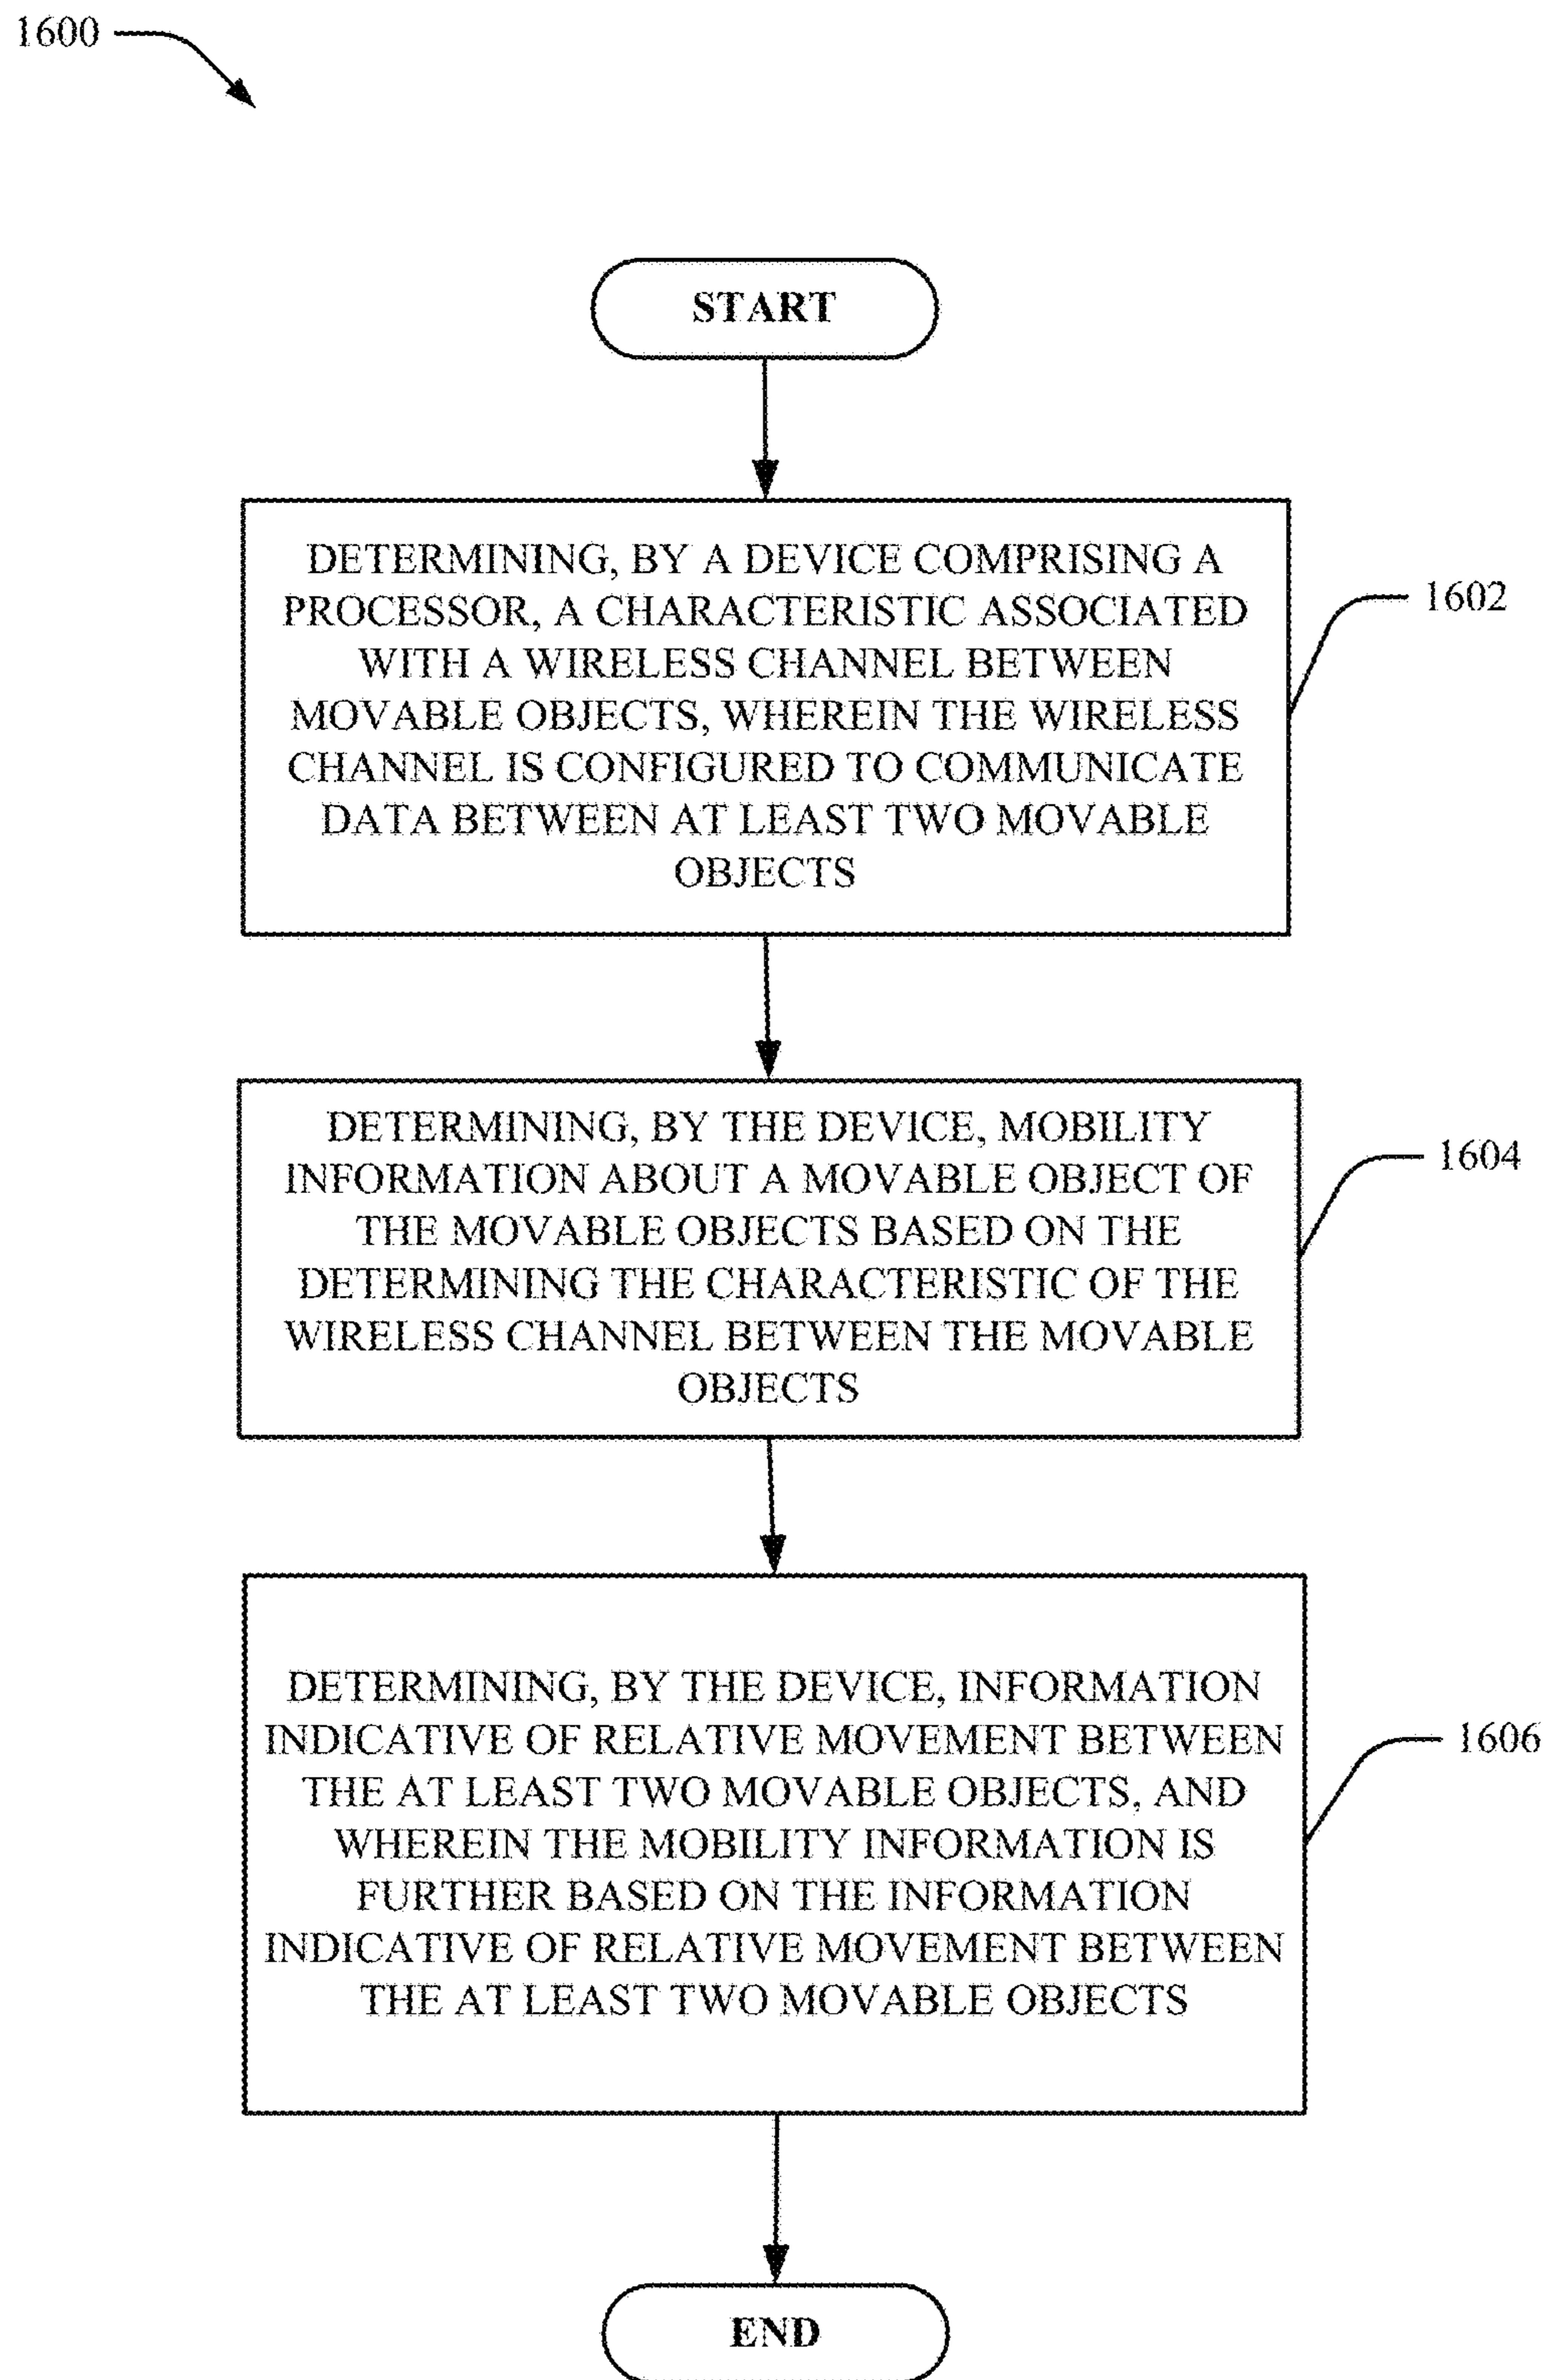 1600
START
DETERMINING, BY A DEVICE COMPRISING A
PROCESSOR, A CHARACTERISTIC ASSOCIATED
WITH A WIRELESS CHANNEL BETWEEN
MOVABLE OBJECTS, WHEREIN THE WIRELESS
CHANNEL IS CONFIGURED TO COMMUNICATE
DATA BETWEEN AT LEAST TWO MOVABLE
OBJECTS
1602
DETERMINING, BY THE DEVICE, MOBILITY
INFORMATION ABOUT A MOVABLE OBJECT OF
THE MOVABLE OBJECTS BASED ON THE
DETERMINING THE CHARACTERISTIC OF THE
WIRELESS CHANNEL BETWEEN THE MOVABLE
OBJECTS
1604
DETERMINING, BY THE DEVICE, INFORMATION
INDICATIVE OF RELATIVE MOVEMENT BETWEEN
THE AT LEAST TWO MOVABLE OBJECTS, AND
WHEREIN THE MOBILITY INFORMATION IS
FURTHER BASED ON THE INFORMATION
INDICATIVE OF RELATIVE MOVEMENT BETWEEN
THE AT LEAST TWO MOVABLE OBJECTS
1606
END